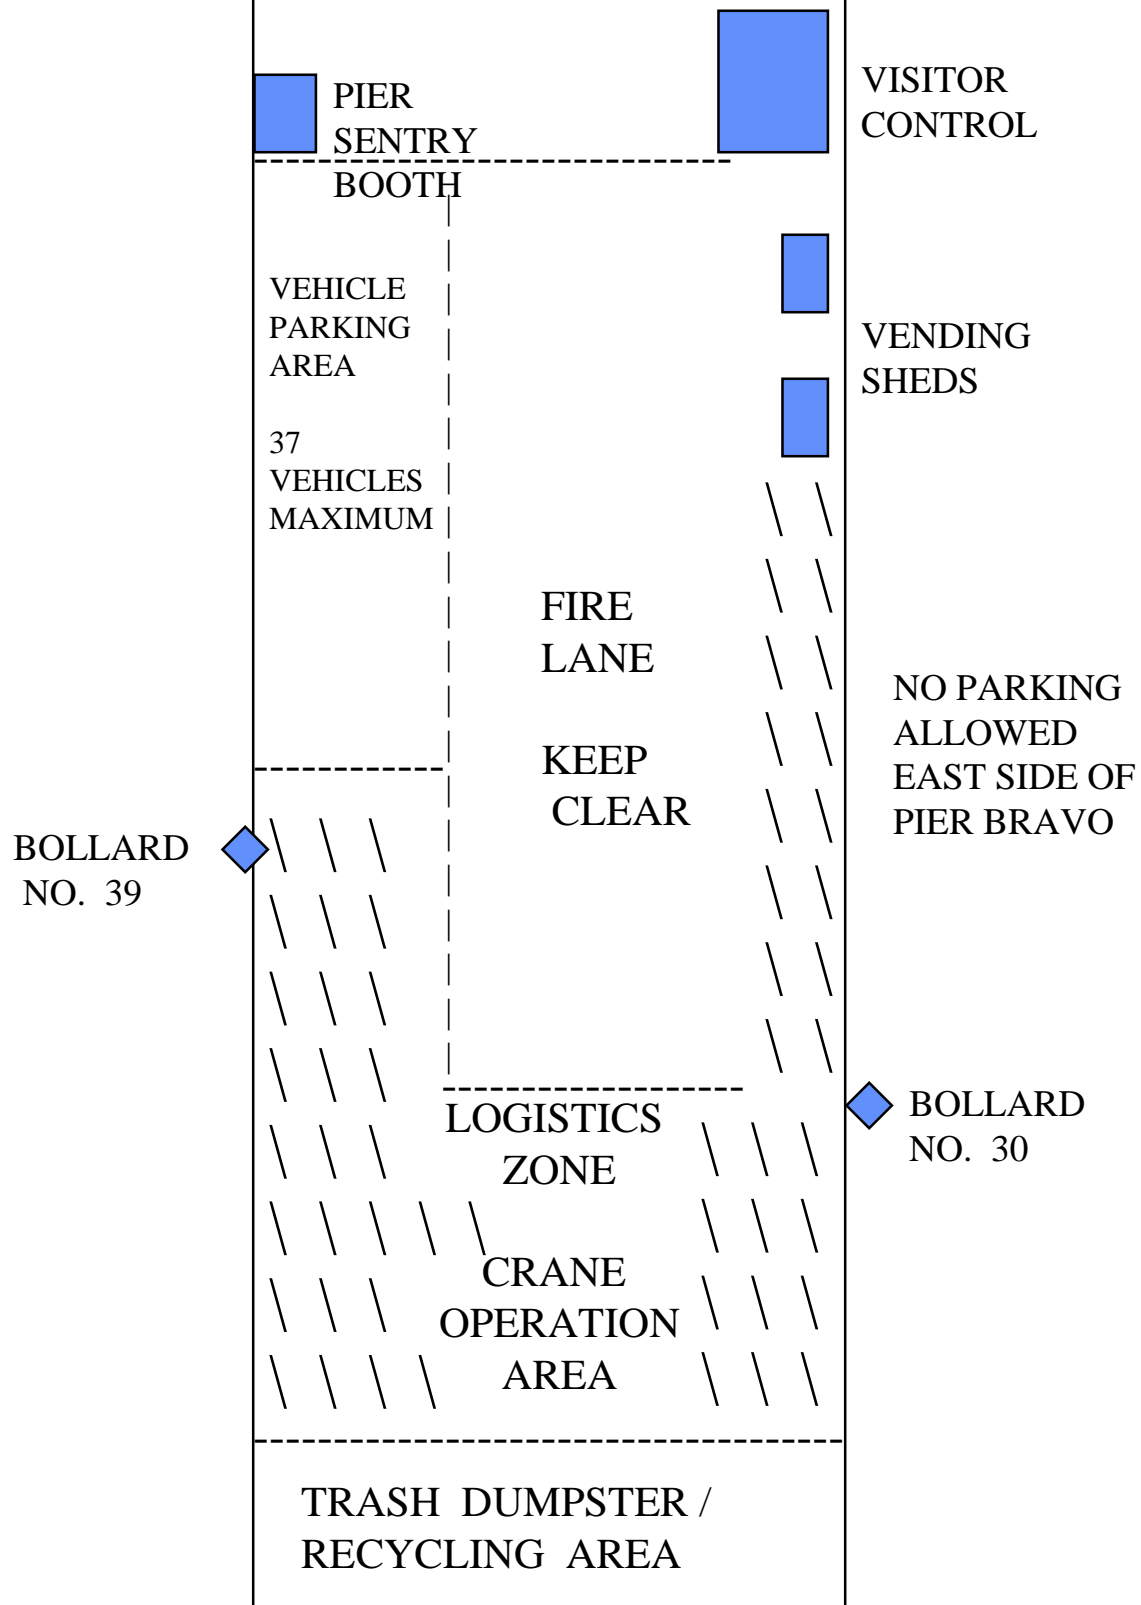 VISITOR
CONTROL
PIER
SENTRY
BOOTH
VEHICLE
PARKING
AREA
37
VEHICLES
MAXIMUM
VENDING
SHEDS
FIRE
LANE
KEEP
CLEAR
NO PARKING
ALLOWED
EAST SIDE OF
PIER BRAVO
BOLLARD
NO. 39
LOGISTICS
ZONE
BOLLARD
NO. 30
CRANE
OPERATION
AREA
TRASH DUMPSTER /
RECYCLING AREA